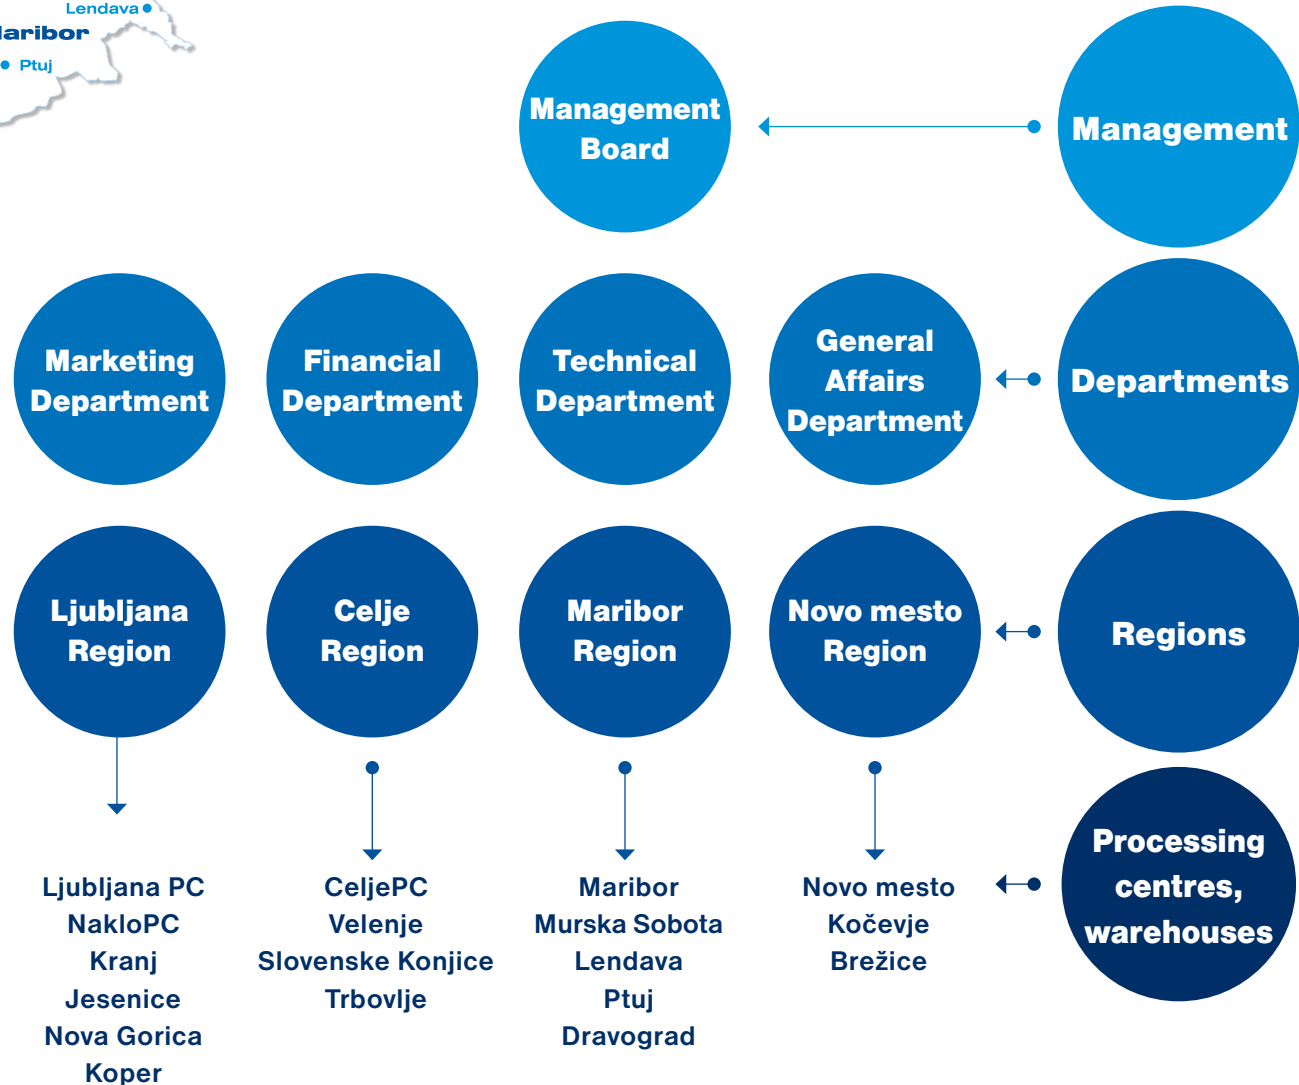 Lendava
Ptuj
Management
Board
Management
Marketing
Department
Financial
Department
Technical
Department
General
Affairs
Department
Departments
Ljubljana
Region
Celje
Region
Maribor
Region
Novo mesto
Region
Regions
Ljubljana PC
NakloPC
Kranj
Jesenice
Nova Gorica
Koper
CeljePC
Velenje
Slovenske Konjice
Trbovlje
Maribor
Murska Sobota
Lendava
Ptuj
Dravograd
Novo mesto
Kočevje
Brežice
Processing
centres,
warehouses